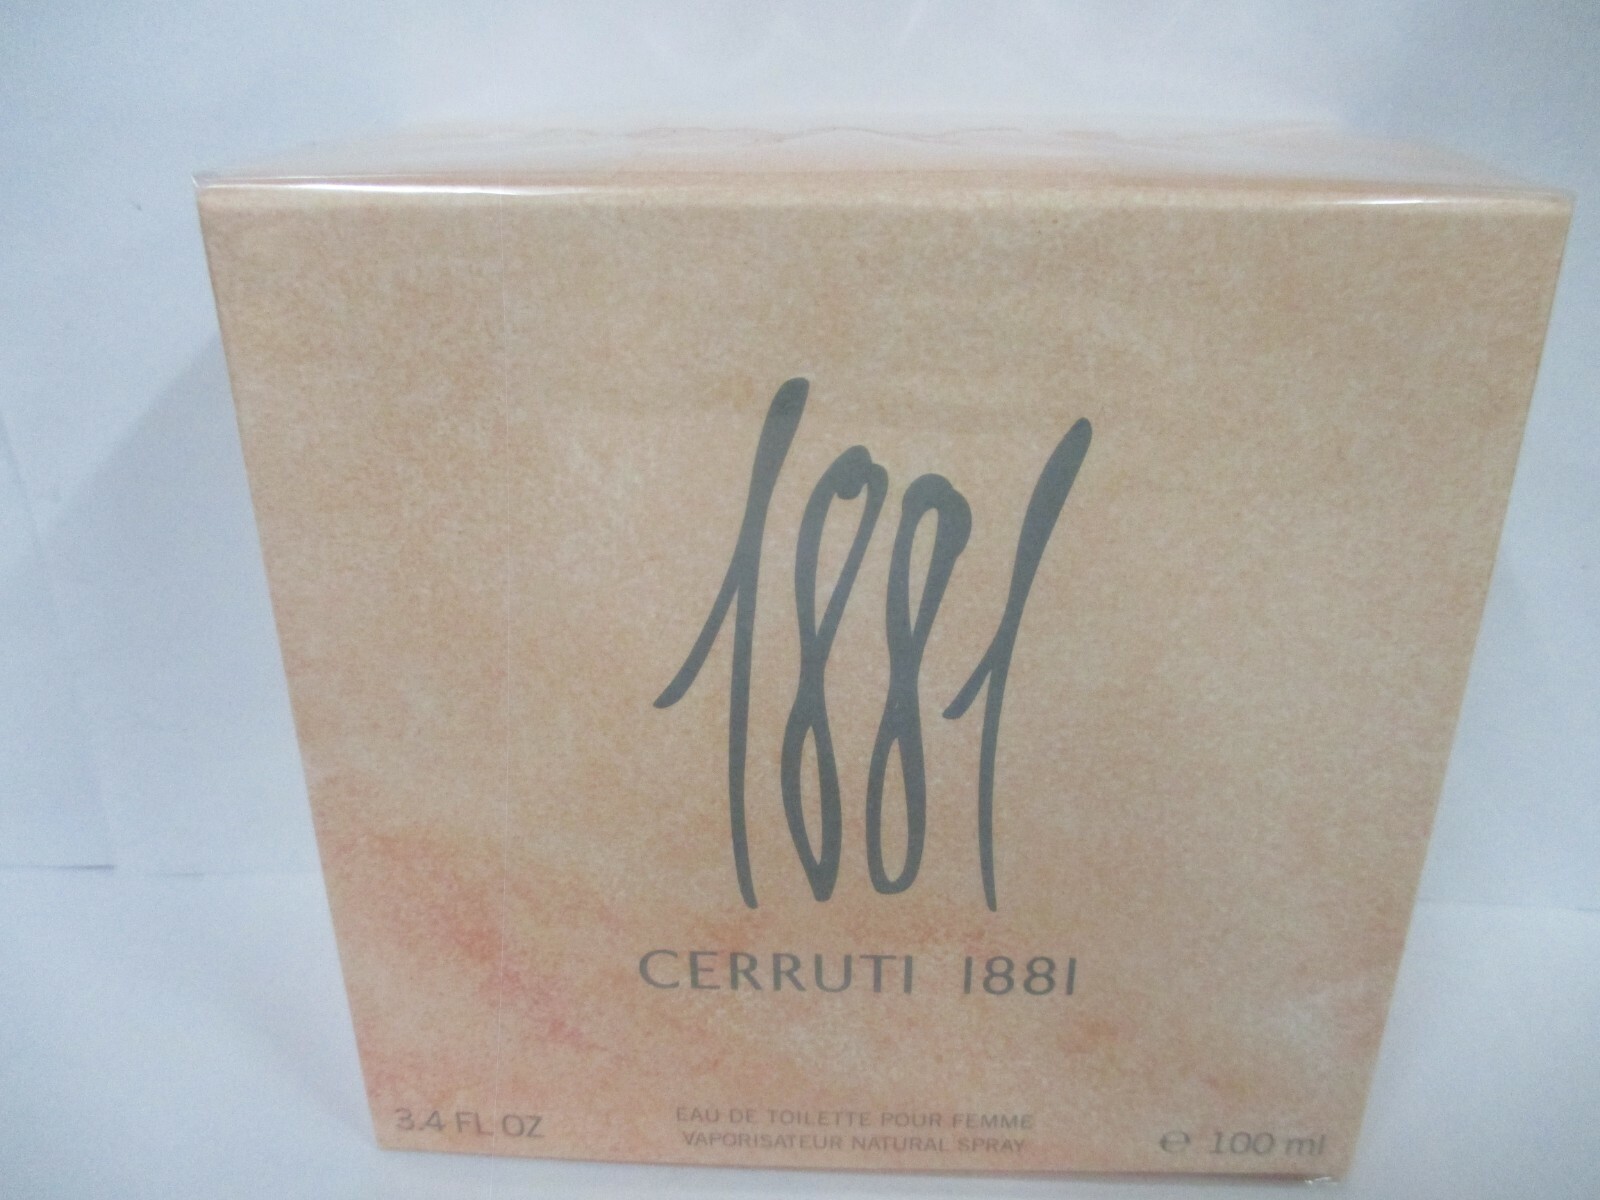 1881
CERRUTI 1881
3.4 FL OZ
EAU DE TOILETTE POUR FEMME
VAPORISATEUR NATURAL SPRAY
℮ 100 ml